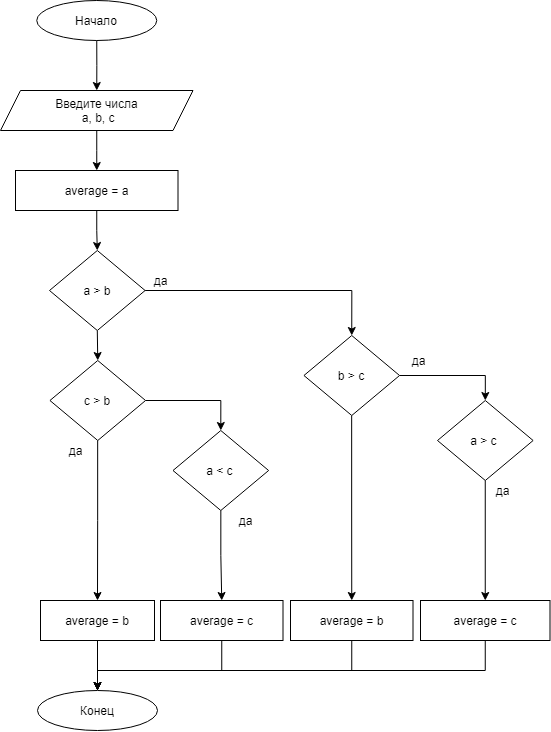 Начало
Введите числа
a, b, c
average = a
a > b
да
b > c
да
c > b
да
a < c
да
a > c
да
average = b
average = c
average = b
average = c
Конец